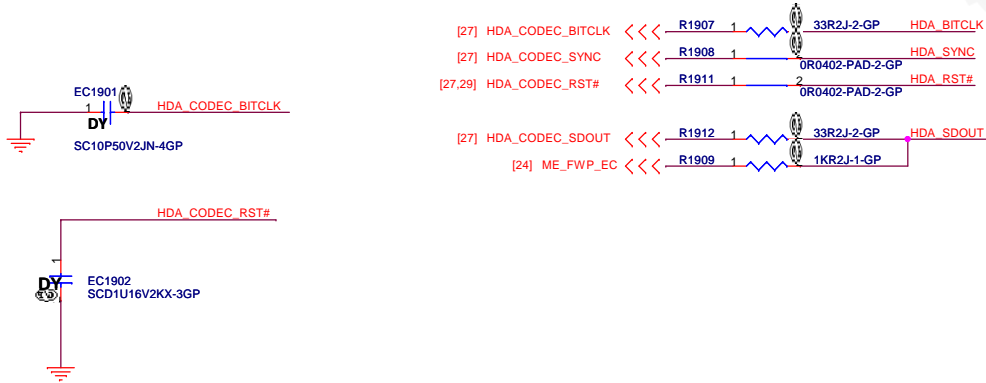 [27] HDA_CODEC_BITCLK R1907 1 33R2J-2-GP HDA_BITCLK
[27] HDA_CODEC_SYNC R1908 1 0R0402-PAD-2-GP HDA_SYNC
[27,29] HDA_CODEC_RST# R1911 1 2 0R0402-PAD-2-GP HDA_RST#
[27] HDA_CODEC_SDOUT R1912 1 33R2J-2-GP HDA_SDOUT
[24] ME_FWP_EC R1909 1 1KR2J-1-GP
EC1901
1 HDA_CODEC_BITCLK
DY
SC10P50V2JN-4GP
HDA_CODEC_RST#
1
DY EC1902
SCD1U16V2KX-3GP